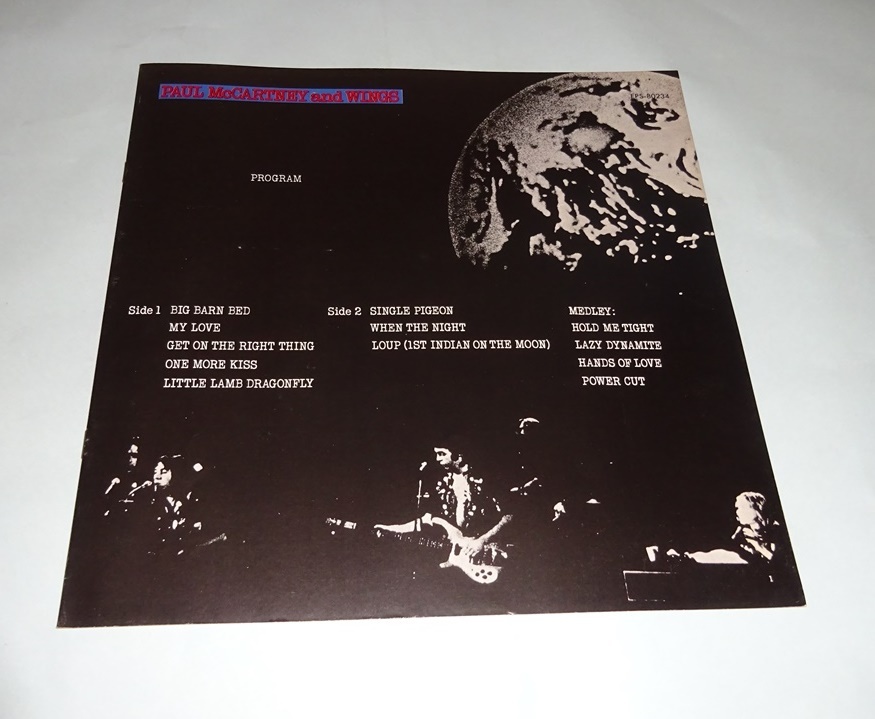 PAUL McCARTNEY and WINGS
EPS-80234
PROGRAM
Side 1 BIG BARN BED
MY LOVE
GET ON THE RIGHT THING
ONE MORE KISS
LITTLE LAMB DRAGONFLY
Side 2 SINGLE PIGEON
WHEN THE NIGHT
LOUP (1ST INDIAN ON THE MOON)
MEDLEY:
HOLD ME TIGHT
LAZY DYNAMITE
HANDS OF LOVE
POWER CUT